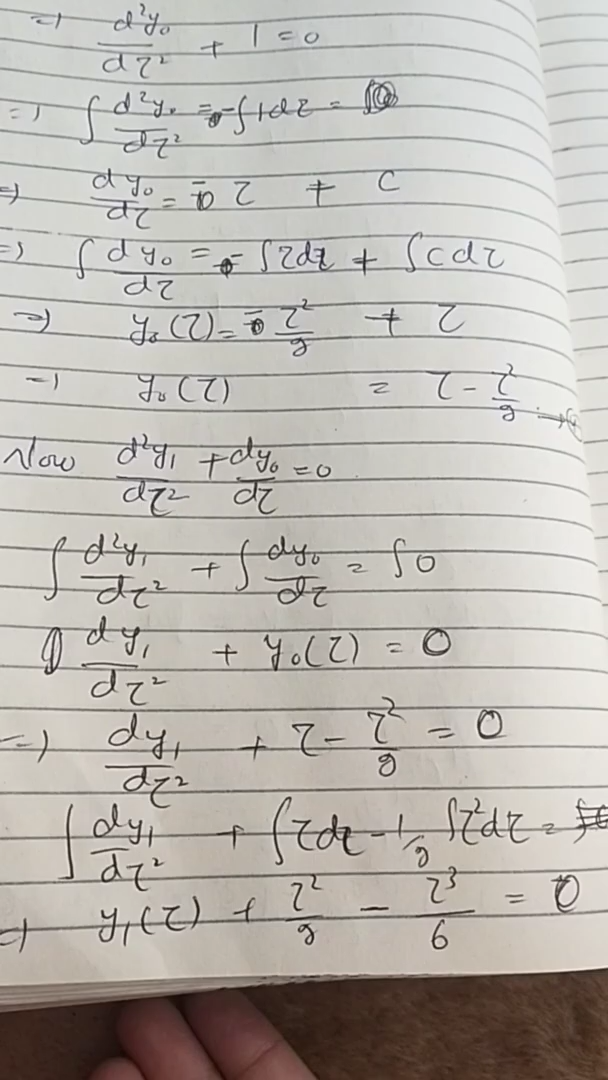 ⇒ d²y₀/dτ² + 1 = 0
⇒ ∫ d²y₀/dτ² = -∫ 1 dτ =
⇒ dy₀/dτ = - τ + C
⇒ ∫ dy₀/dτ = - ∫ τ dτ + ∫ C dτ
⇒ y₀(τ) = - τ²/2 + τ
⇒ y₀(τ) = τ - τ²/2 →
Now d²y₁/dτ² + dy₀/dτ = 0
∫ d²y₁/dτ² + ∫ dy₀/dτ = ∫ 0
dy₁/dτ² + y₀(τ) = 0
⇒ dy₁/dτ² + τ - τ²/2 = 0
∫ dy₁/dτ² + ∫ τ dτ - 1/2 ∫ τ² dτ =
⇒ y₁(τ) + τ²/2 - τ³/6 = 0